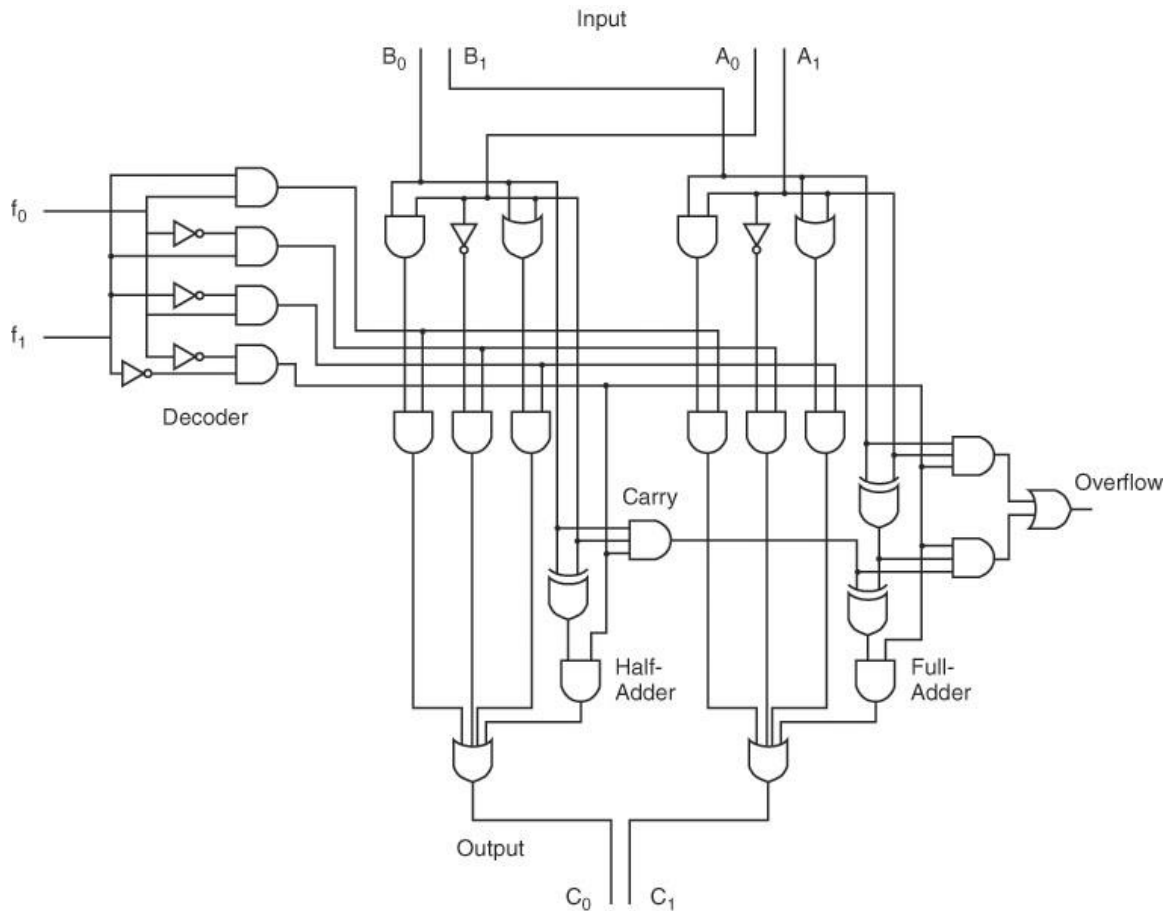 Input
B₀ B₁ A₀ A₁
f₀
f₁
Decoder
Carry
Overflow
Half-
Adder
Full-
Adder
Output
C₀ C₁